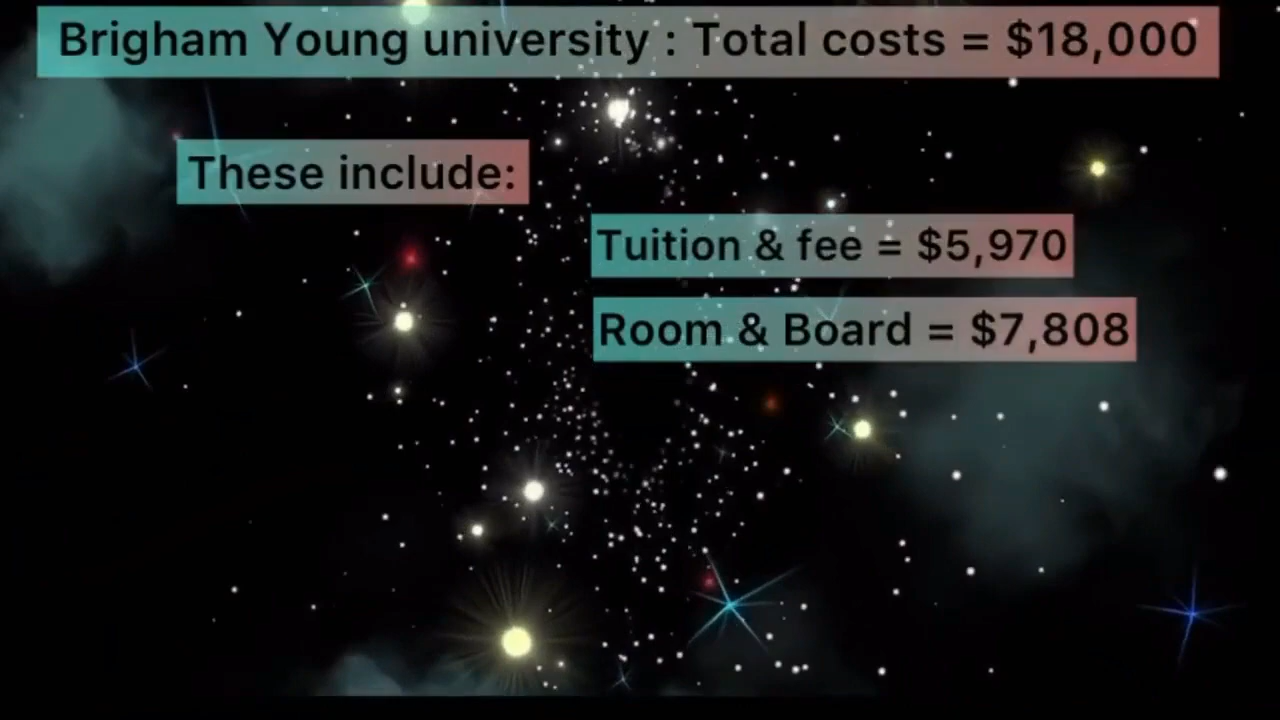 Brigham Young university : Total costs = $18,000
These include:
Tuition & fee = $5,970
Room & Board = $7,808